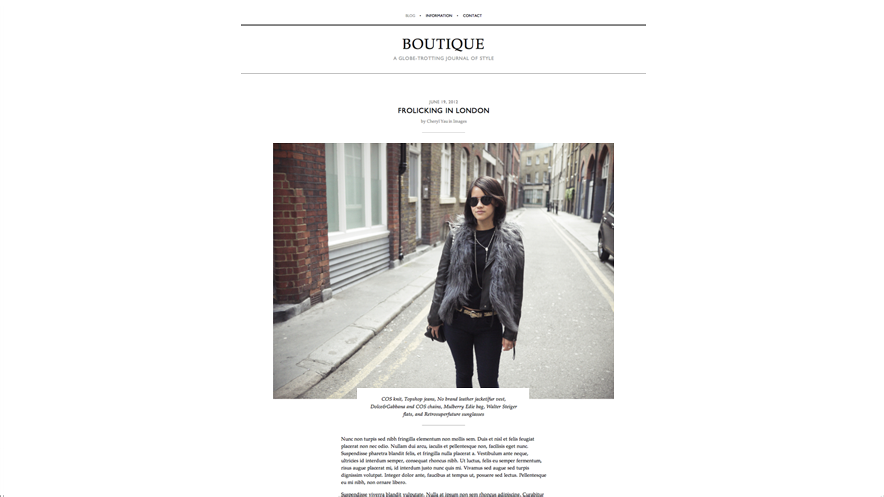 BLOG • INFORMATION • CONTACT
BOUTIQUE
A GLOBE-TROTTING JOURNAL OF STYLE
JUNE 19, 2012
FROLICKING IN LONDON
by Cheryl Yau in Images
COS knit, Topshop jeans, No brand leather jacket/fur vest,
Dolce&Gabbana and COS chains, Mulberry Edie bag, Walter Steiger
flats, and Retrosuperfuture sunglasses
Nunc non turpis sed nibh fringilla elementum non mollis sem. Duis et nisl et felis feugiat
placerat non nec odio. Nullam dui arcu, iaculis et pellentesque non, facilisis eget nunc.
Suspendisse pharetra blandit felis, et fringilla nulla placerat a. Vestibulum ante neque,
ultricies id interdum semper, consequat rhoncus nibh. Ut luctus, felis eu semper fermentum,
risus augue placerat mi, id interdum justo nunc quis mi. Vivamus sed augue sed turpis
dignissim volutpat. Integer dolor ante, faucibus at tempus ut, posuere sed lectus. Pellentesque
eu mi nibh, non ornare libero.
Suspendisse viverra blandit vulputate. Nulla at ipsum non sem rhoncus adipiscing. Curabitur